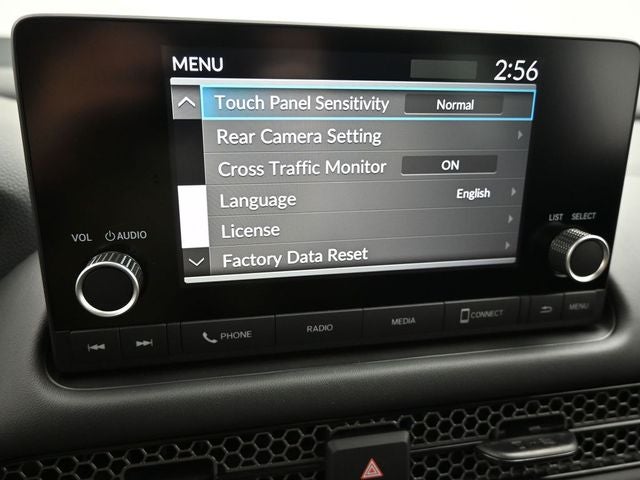 MENU 2:56
Touch Panel Sensitivity Normal
Rear Camera Setting
Cross Traffic Monitor ON
Language English
License
Factory Data Reset
VOL AUDIO
LIST SELECT
PHONE RADIO MEDIA CONNECT MENU